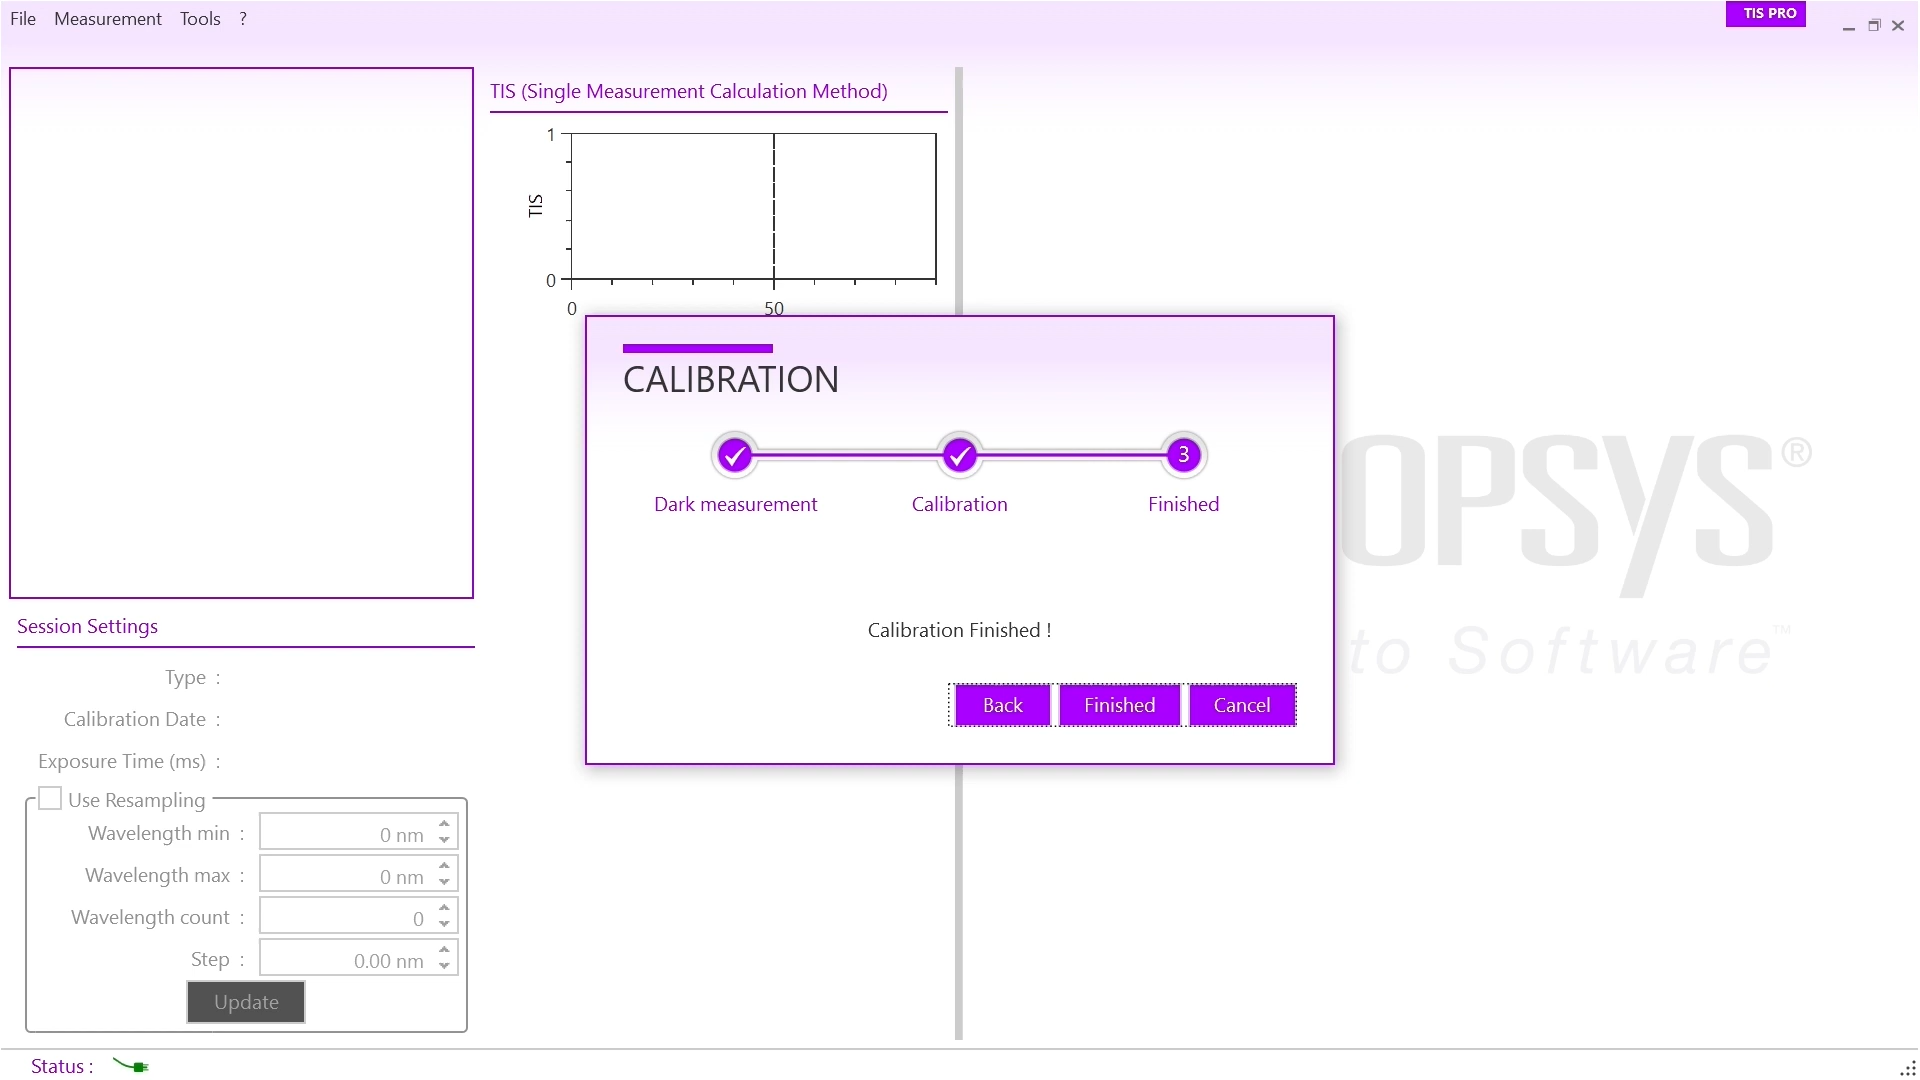 File Measurement Tools ?
TIS PRO
TIS (Single Measurement Calculation Method)
1
TIS
0
0 50
CALIBRATION
3
Dark measurement Calibration Finished
Calibration Finished !
Back Finished Cancel
OPSYS®
to Software™
Session Settings
Type :
Calibration Date :
Exposure Time (ms) :
Use Resampling
Wavelength min : 0 nm
Wavelength max : 0 nm
Wavelength count : 0
Step : 0.00 nm
Update
Status :